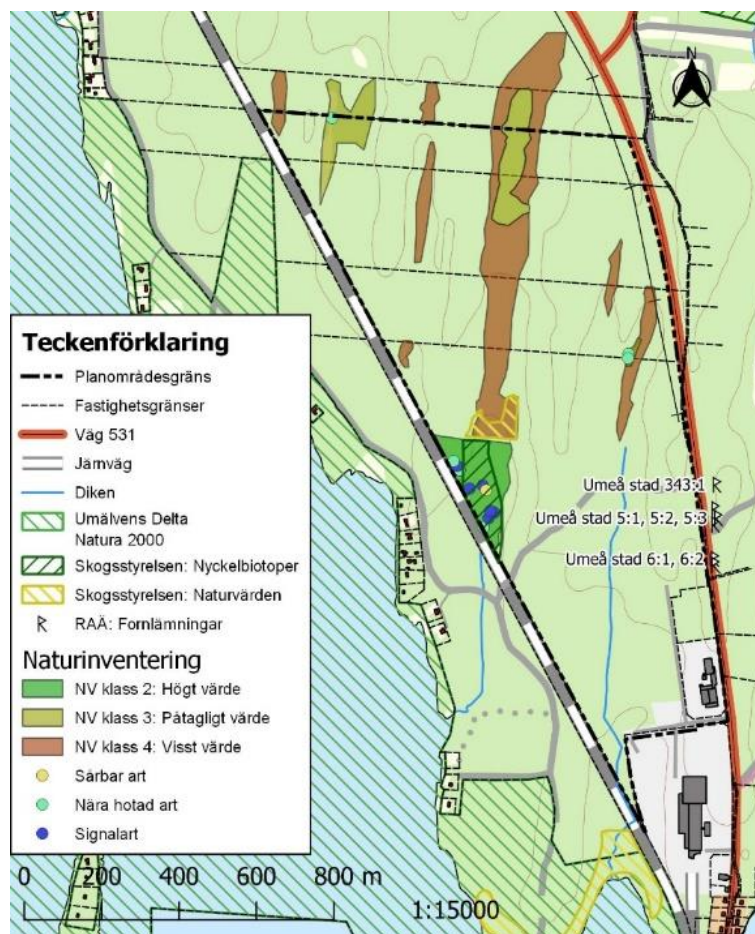 N
Teckenförklaring
Planområdesgräns
Fastighetsgränser
Väg 531
Järnväg
Diken
Umälvens Delta
Natura 2000
Skogsstyrelsen: Nyckelbiotoper
Skogsstyrelsen: Naturvärden
RAÄ: Fornlämningar
Naturinventering
NV klass 2: Högt värde
NV klass 3: Påtagligt värde
NV klass 4: Visst värde
Sårbar art
Nära hotad art
Signalart
Umeå stad 343:1
Umeå stad 5:1, 5:2, 5:3
Umeå stad 6:1, 6:2
0 200 400 600 800 m
1:15000